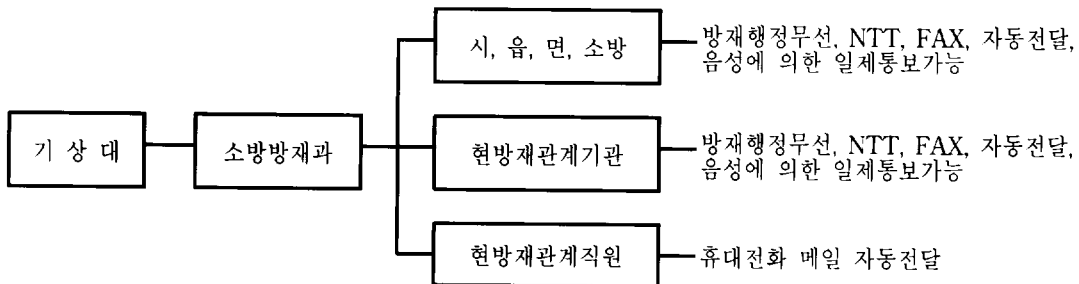 시, 읍, 면, 소방
방재행정무선, NTT, FAX, 자동전달,
음성에 의한 일제통보가능
기 상 대
소방방재과
현방재관계기관
방재행정무선, NTT, FAX, 자동전달,
음성에 의한 일제통보가능
현방재관계직원
휴대전화 메일 자동전달